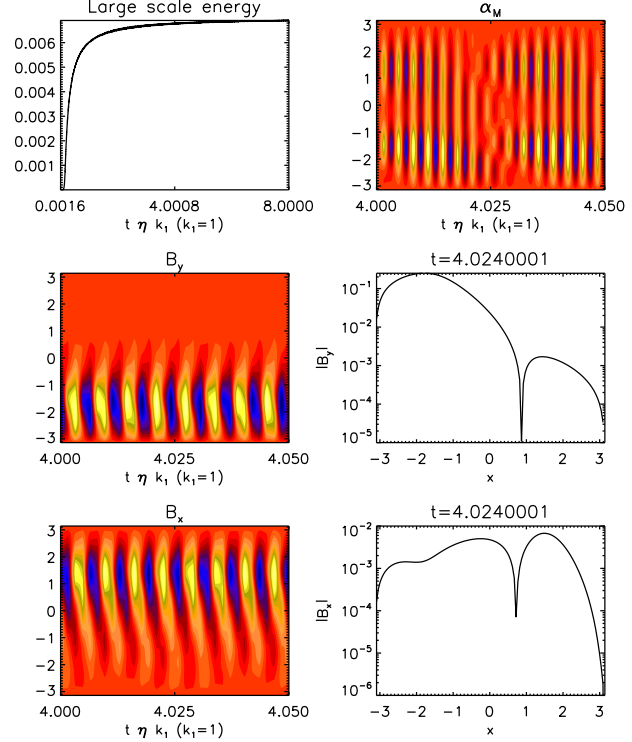 Large scale energy
0.006
0.005
0.004
0.003
0.002
0.001
0.0016 4.0008 8.0000
t η k₁ (k₁=1)
α_M
3
2
1
0
-1
-2
-3
4.000 4.025 4.050
t η k₁ (k₁=1)
B_y
3
2
1
0
-1
-2
-3
4.000 4.025 4.050
t η k₁ (k₁=1)
t=4.0240001
|B_y|
10⁻¹
10⁻²
10⁻³
10⁻⁴
10⁻⁵
-3 -2 -1 0 1 2 3
x
B_x
3
2
1
0
-1
-2
-3
4.000 4.025 4.050
t η k₁ (k₁=1)
t=4.0240001
|B_x|
10⁻²
10⁻³
10⁻⁴
10⁻⁵
10⁻⁶
-3 -2 -1 0 1 2 3
x